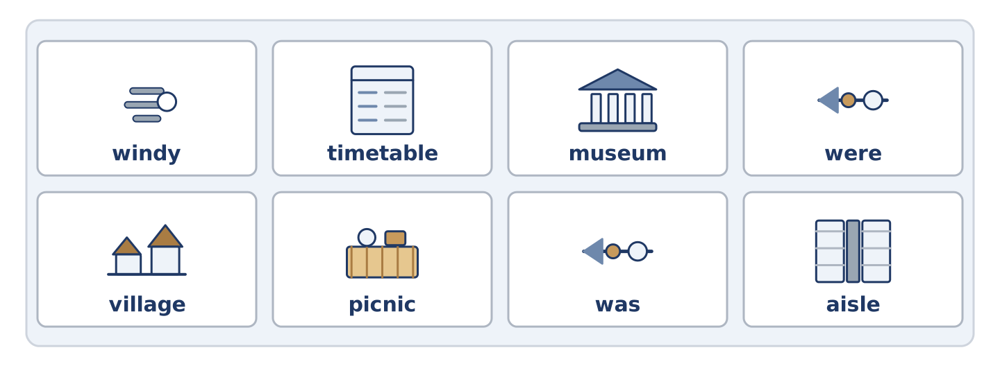 windy
timetable
museum
were
village
picnic
was
aisle